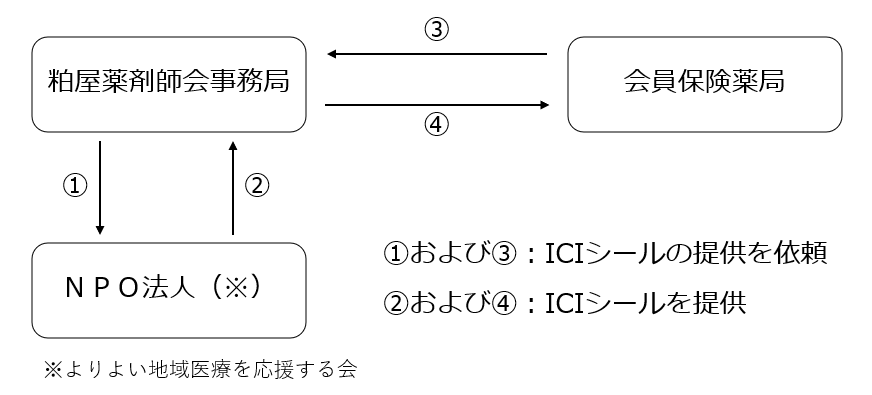 ③
粕屋薬剤師会事務局
会員保険薬局
④
①
②
ＮＰＯ法人（※）
①および③：ICIシールの提供を依頼
②および④：ICIシールを提供
※よりよい地域医療を応援する会